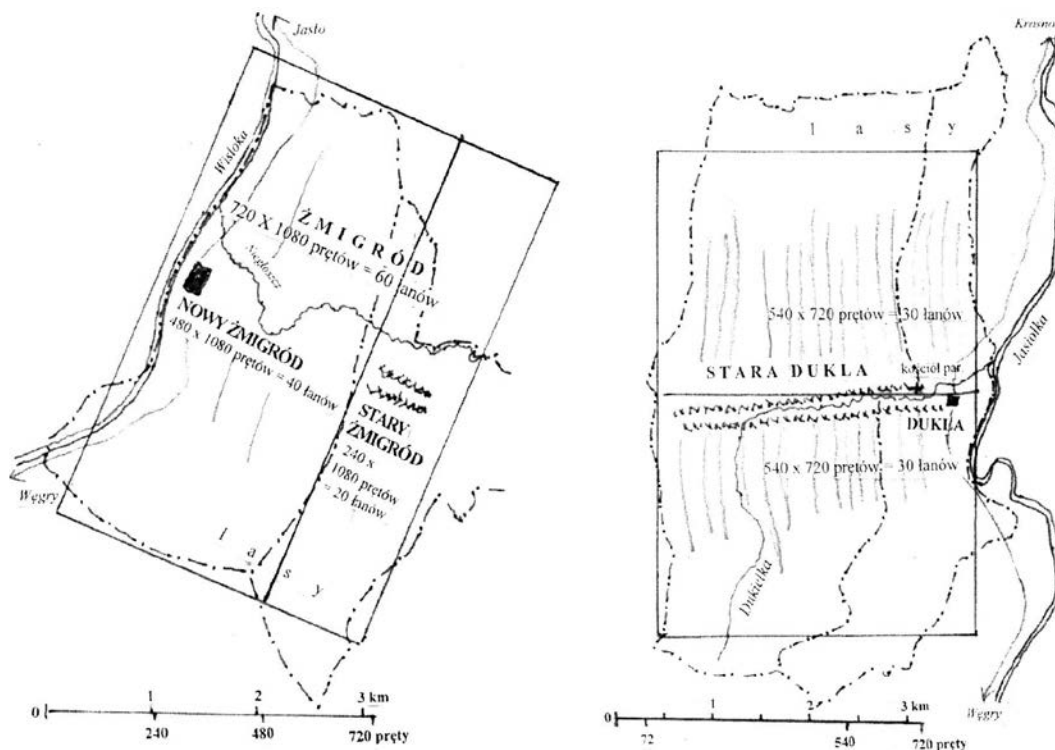 Jasło
Wisłoka
ŻMIGRÓD
720 X 1080 prętów = 60 łanów
NOWY ŻMIGRÓD
480 x 1080 prętów = 40 łanów
STARY
ŻMIGRÓD
240 x
1080 prętów
= 20 łanów
Węgry
l a s y
0 1 2 3 km
240 480 720 pręty
Krosno
l a s y
540 x 720 prętów = 30 łanów
Jasiołka
STARA DUKLA
kościół par.
DUKLA
540 x 720 prętów = 30 łanów
Dukiełka
Węgry
0 1 2 3 km
72 540 720 pręty